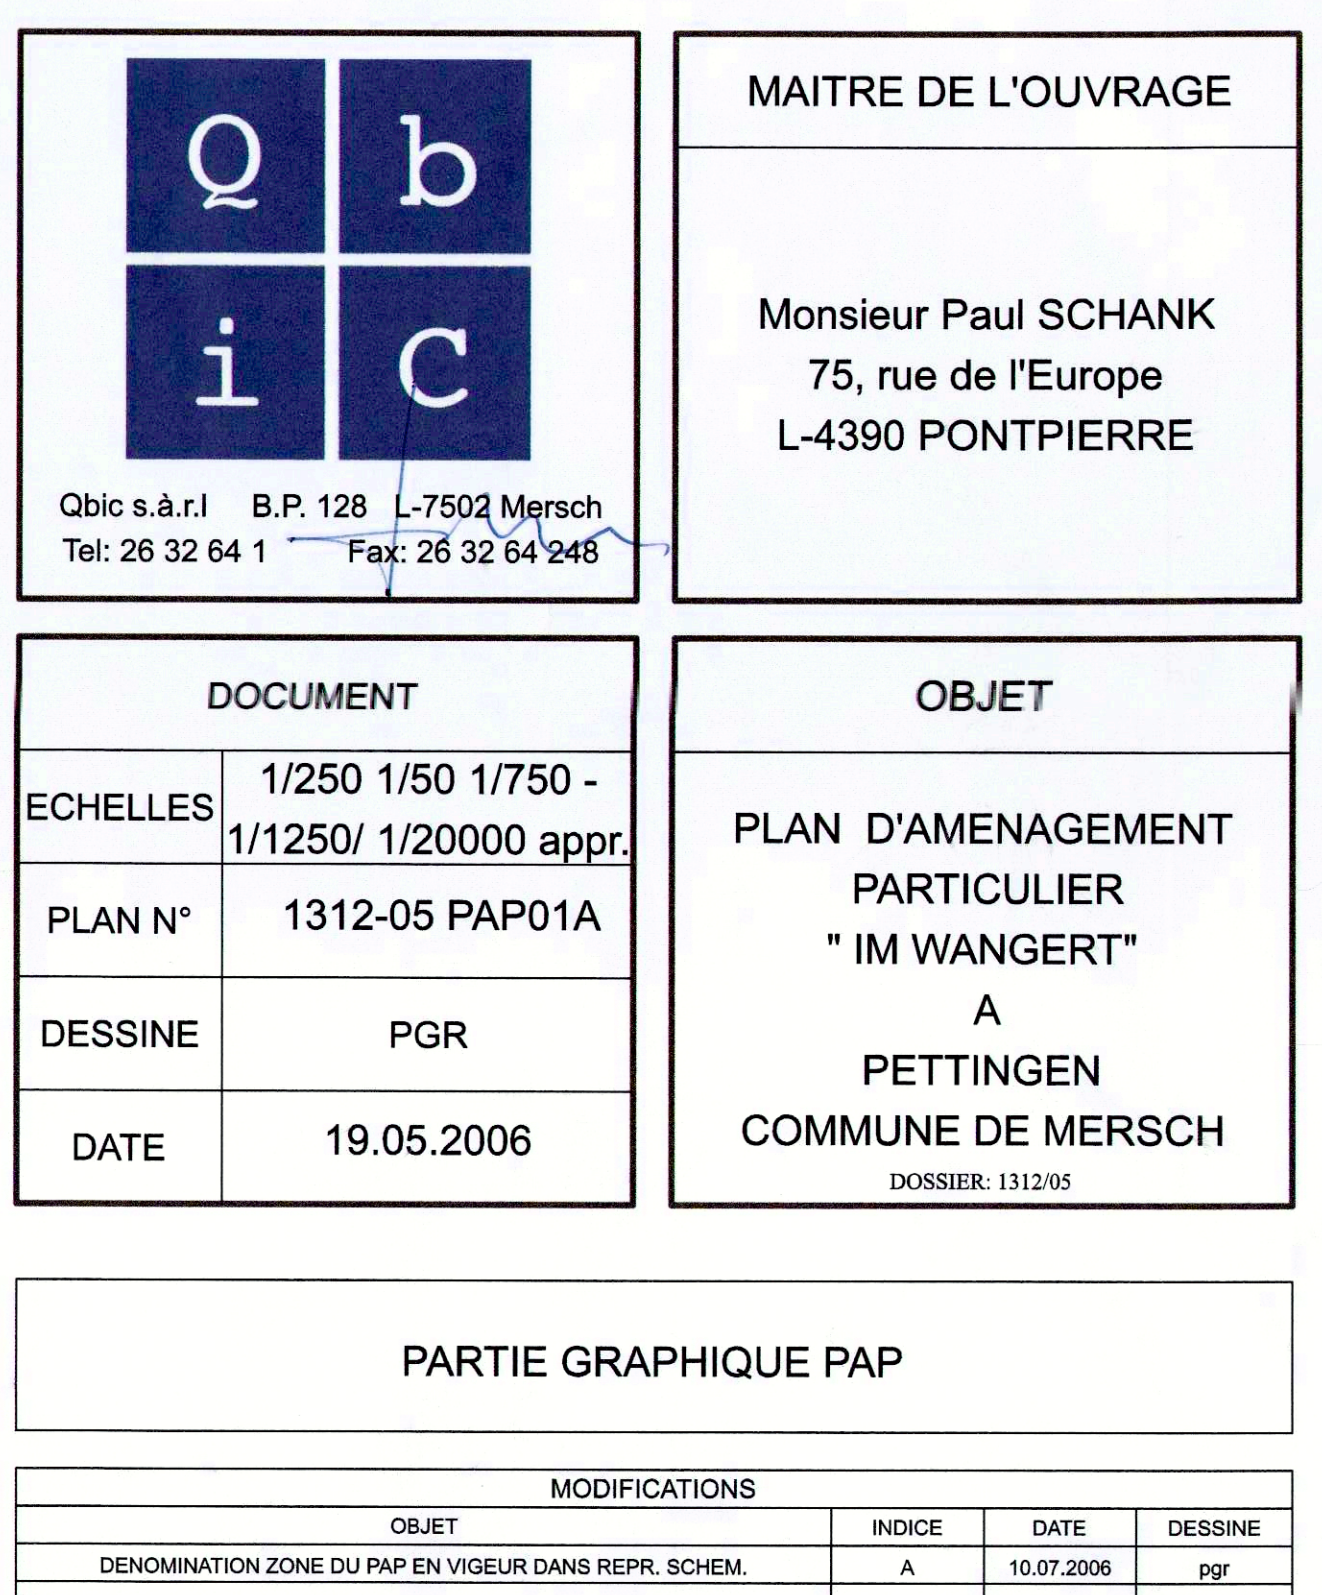 Q b
i C
Qbic s.à.r.l B.P. 128 L-7502 Mersch
Tel: 26 32 64 1 Fax: 26 32 64 248
MAITRE DE L'OUVRAGE
Monsieur Paul SCHANK
75, rue de l'Europe
L-4390 PONTPIERRE
DOCUMENT
ECHELLES
1/250 1/50 1/750 -
1/1250/ 1/20000 appr.
PLAN N° 1312-05 PAP01A
DESSINE PGR
DATE 19.05.2006
OBJET
PLAN D'AMENAGEMENT
PARTICULIER
" IM WANGERT"
A
PETTINGEN
COMMUNE DE MERSCH
DOSSIER: 1312/05
PARTIE GRAPHIQUE PAP
MODIFICATIONS
OBJET INDICE DATE DESSINE
DENOMINATION ZONE DU PAP EN VIGEUR DANS REPR. SCHEM. A 10.07.2006 pgr